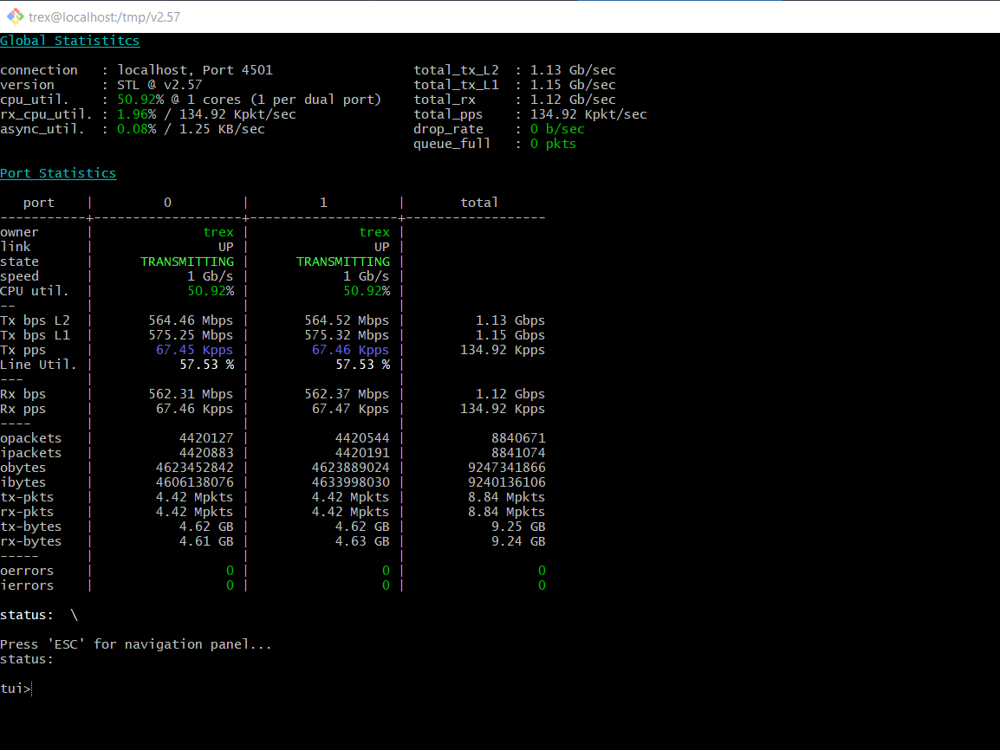 trex@localhost:/tmp/v2.57
Global Statistitcs
connection   : localhost, Port 4501                  total_tx_L2  : 1.13 Gb/sec
version      : STL @ v2.57                           total_tx_L1  : 1.15 Gb/sec
cpu_util.    : 50.92% @ 1 cores (1 per dual port)    total_rx     : 1.12 Gb/sec
rx_cpu_util. : 1.96% / 134.92 Kpkt/sec               total_pps    : 134.92 Kpkt/sec
async_util.  : 0.08% / 1.25 KB/sec                   drop_rate    : 0 b/sec
                                                     queue_full   : 0 pkts
Port Statistics
   port    |         0         |         1         |       total
-----------+-------------------+-------------------+------------------
owner      |              trex |              trex |
link       |                UP |                UP |
state      |      TRANSMITTING |      TRANSMITTING |
speed      |            1 Gb/s |            1 Gb/s |
CPU util.  |            50.92% |            50.92% |
--         |                   |                   |
Tx bps L2  |       564.46 Mbps |       564.52 Mbps |         1.13 Gbps
Tx bps L1  |       575.25 Mbps |       575.32 Mbps |         1.15 Gbps
Tx pps     |        67.45 Kpps |        67.46 Kpps |       134.92 Kpps
Line Util. |           57.53 % |           57.53 % |
---        |                   |                   |
Rx bps     |       562.31 Mbps |       562.37 Mbps |         1.12 Gbps
Rx pps     |        67.46 Kpps |        67.47 Kpps |       134.92 Kpps
----       |                   |                   |
opackets   |           4420127 |           4420544 |           8840671
ipackets   |           4420883 |           4420191 |           8841074
obytes     |        4623452842 |        4623889024 |        9247341866
ibytes     |        4606138076 |        4633998030 |        9240136106
tx-pkts    |        4.42 Mpkts |        4.42 Mpkts |        8.84 Mpkts
rx-pkts    |        4.42 Mpkts |        4.42 Mpkts |        8.84 Mpkts
tx-bytes   |           4.62 GB |           4.62 GB |           9.25 GB
rx-bytes   |           4.61 GB |           4.63 GB |           9.24 GB
-----      |                   |                   |
oerrors    |                 0 |                 0 |                 0
ierrors    |                 0 |                 0 |                 0
status:  \
Press 'ESC' for navigation panel...
status:
tui>